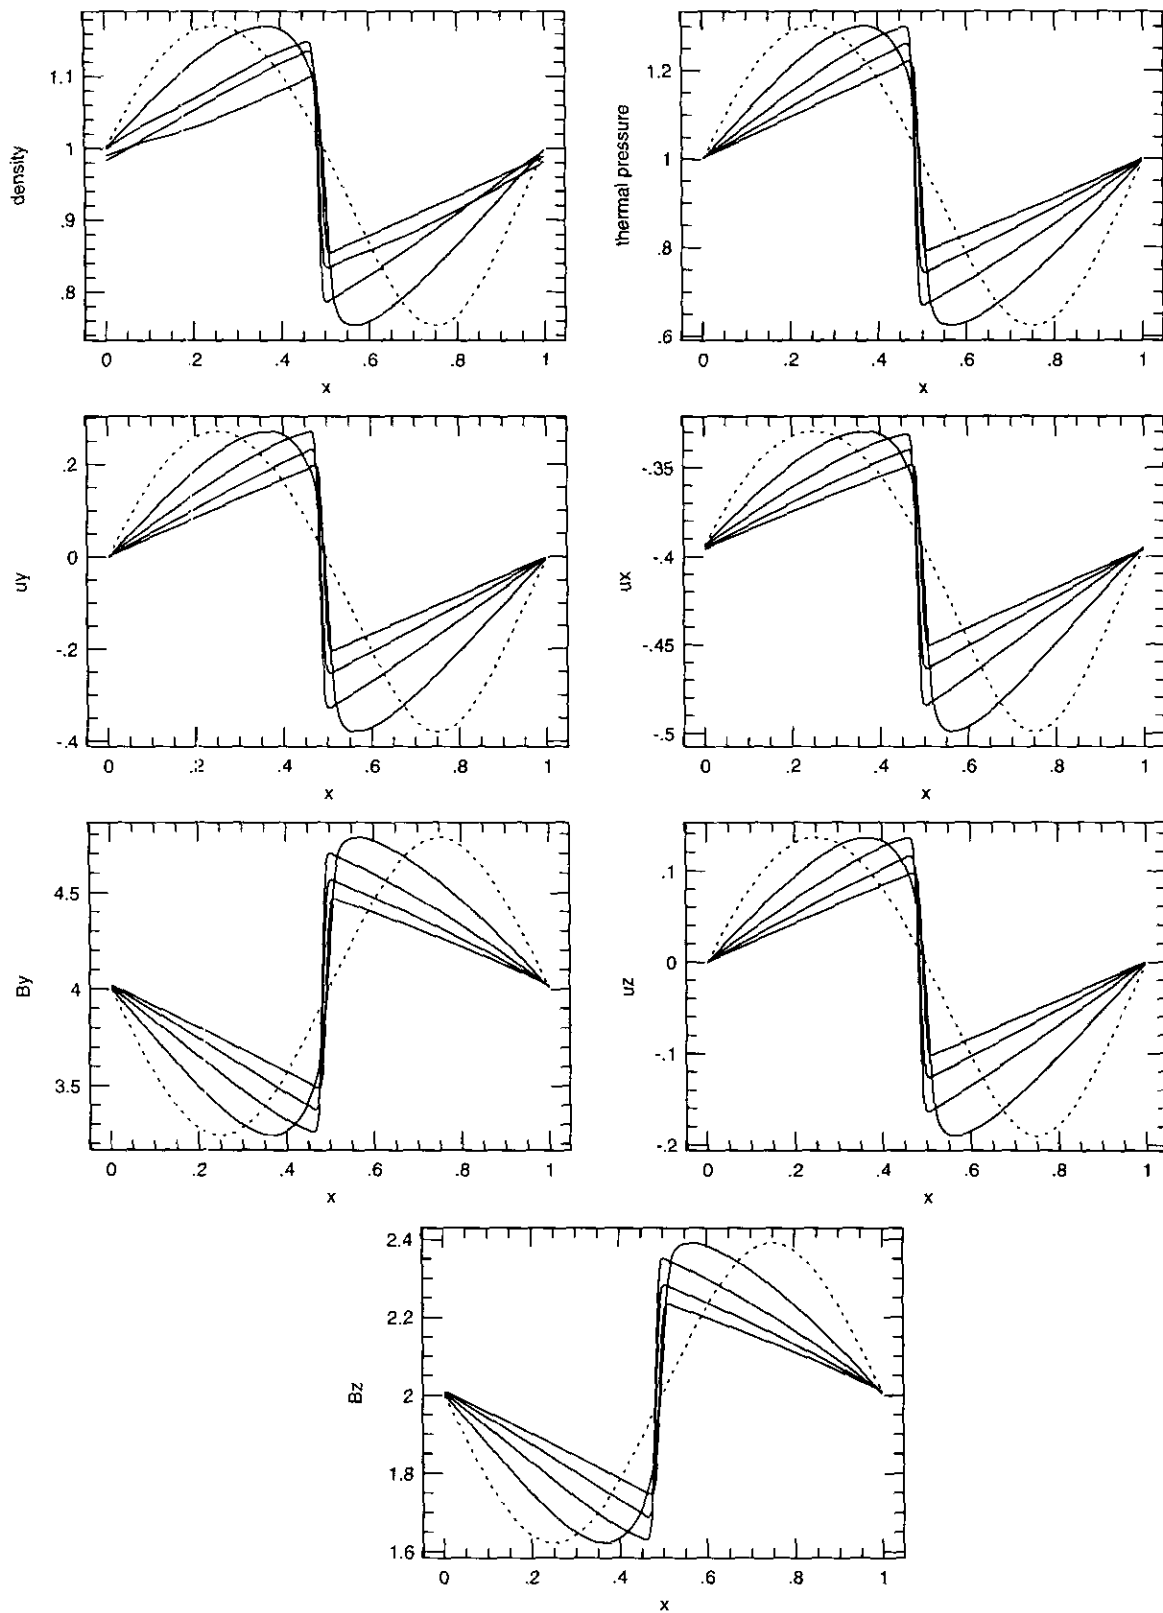 density
1.1
1
.9
.8
0 .2 .4 .6 .8 1
x
thermal pressure
1.2
1
0.8
.6
0 .2 .4 .6 .8 1
x
uy
.2
0
-.2
-.4
0 .2 .4 .6 .8 1
x
ux
-.35
-.4
-.45
-.5
0 .2 .4 .6 .8 1
x
By
4.5
4
3.5
0 .2 .4 .6 .8 1
x
uz
.1
0
-.1
-.2
0 .2 .4 .6 .8 1
x
Bz
2.4
2.2
2
1.8
1.6
0 .2 .4 .6 .8 1
x